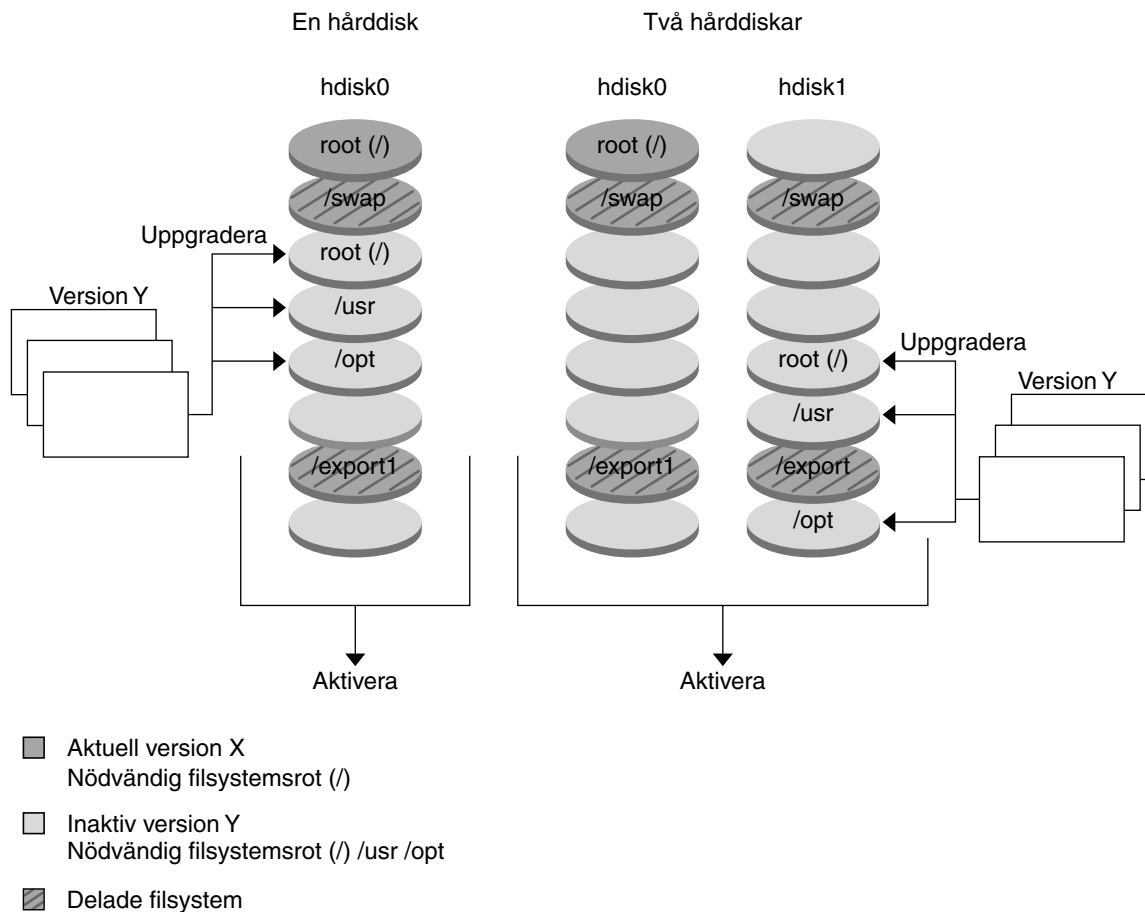 En hårddisk
Två hårddiskar
hdisk0
hdisk0
hdisk1
root (/)
root (/)
/swap
/swap
/swap
Uppgradera
root (/)
Version Y
/usr
/opt
root (/)
Uppgradera
Version Y
/usr
/export1
/export1
/export
/opt
Aktivera
Aktivera
Aktuell version X
Nödvändig filsystemsrot (/)
Inaktiv version Y
Nödvändig filsystemsrot (/) /usr /opt
Delade filsystem